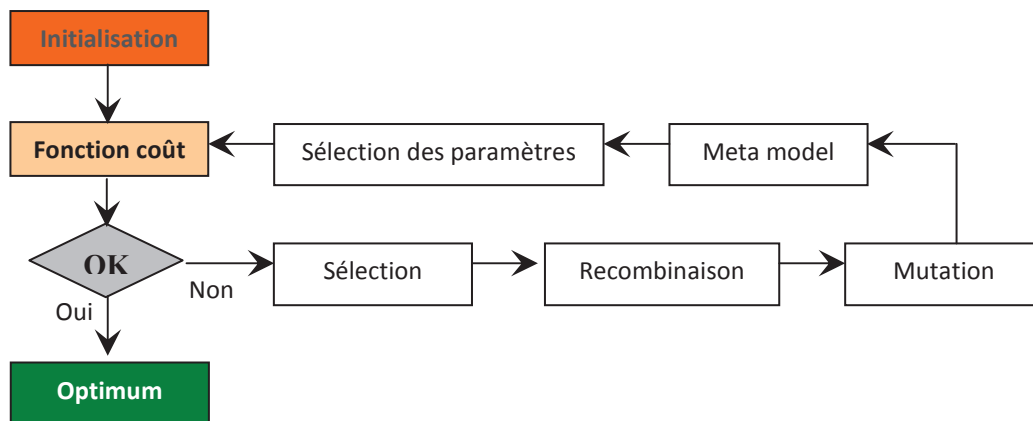 Initialisation
Fonction coût
Sélection des paramètres
Meta model
OK
Non
Sélection
Recombinaison
Mutation
Oui
Optimum